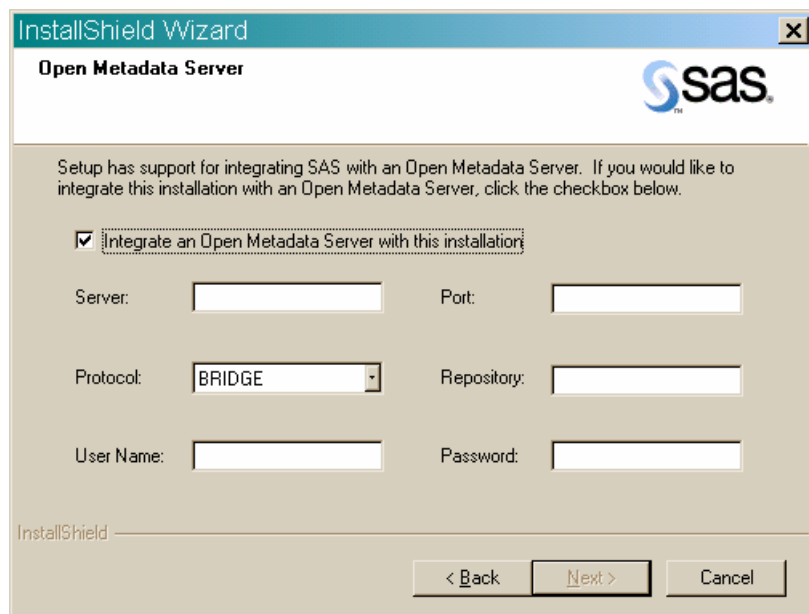 InstallShield Wizard
Open Metadata Server
sas.
TM
®
Setup has support for integrating SAS with an Open Metadata Server. If you would like to
integrate this installation with an Open Metadata Server, click the checkbox below.
Integrate an Open Metadata Server with this installation
Server:
Port:
Protocol:
BRIDGE
Repository:
User Name:
Password:
InstallShield
< Back
Next >
Cancel